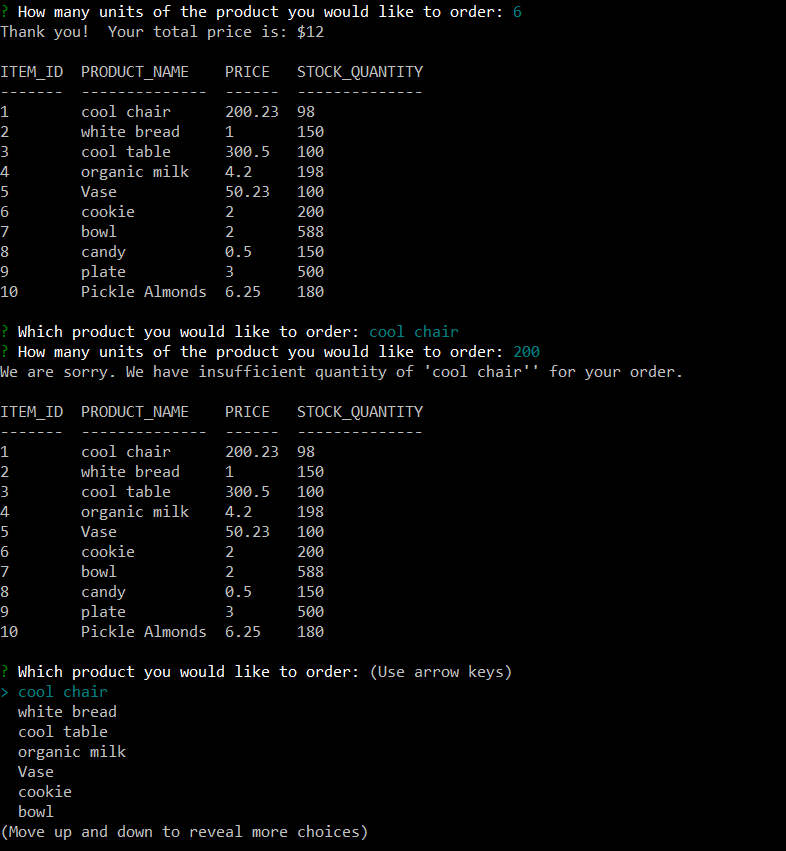 ? How many units of the product you would like to order: 6
Thank you!  Your total price is: $12
ITEM_ID  PRODUCT_NAME    PRICE   STOCK_QUANTITY
-------  --------------  ------  --------------
1        cool chair      200.23  98
2        white bread     1       150
3        cool table      300.5   100
4        organic milk    4.2     198
5        Vase            50.23   100
6        cookie          2       200
7        bowl            2       588
8        candy           0.5     150
9        plate           3       500
10       Pickle Almonds  6.25    180
? Which product you would like to order: cool chair
? How many units of the product you would like to order: 200
We are sorry. We have insufficient quantity of 'cool chair'' for your order.
ITEM_ID  PRODUCT_NAME    PRICE   STOCK_QUANTITY
-------  --------------  ------  --------------
1        cool chair      200.23  98
2        white bread     1       150
3        cool table      300.5   100
4        organic milk    4.2     198
5        Vase            50.23   100
6        cookie          2       200
7        bowl            2       588
8        candy           0.5     150
9        plate           3       500
10       Pickle Almonds  6.25    180
? Which product you would like to order: (Use arrow keys)
> cool chair
  white bread
  cool table
  organic milk
  Vase
  cookie
  bowl
(Move up and down to reveal more choices)